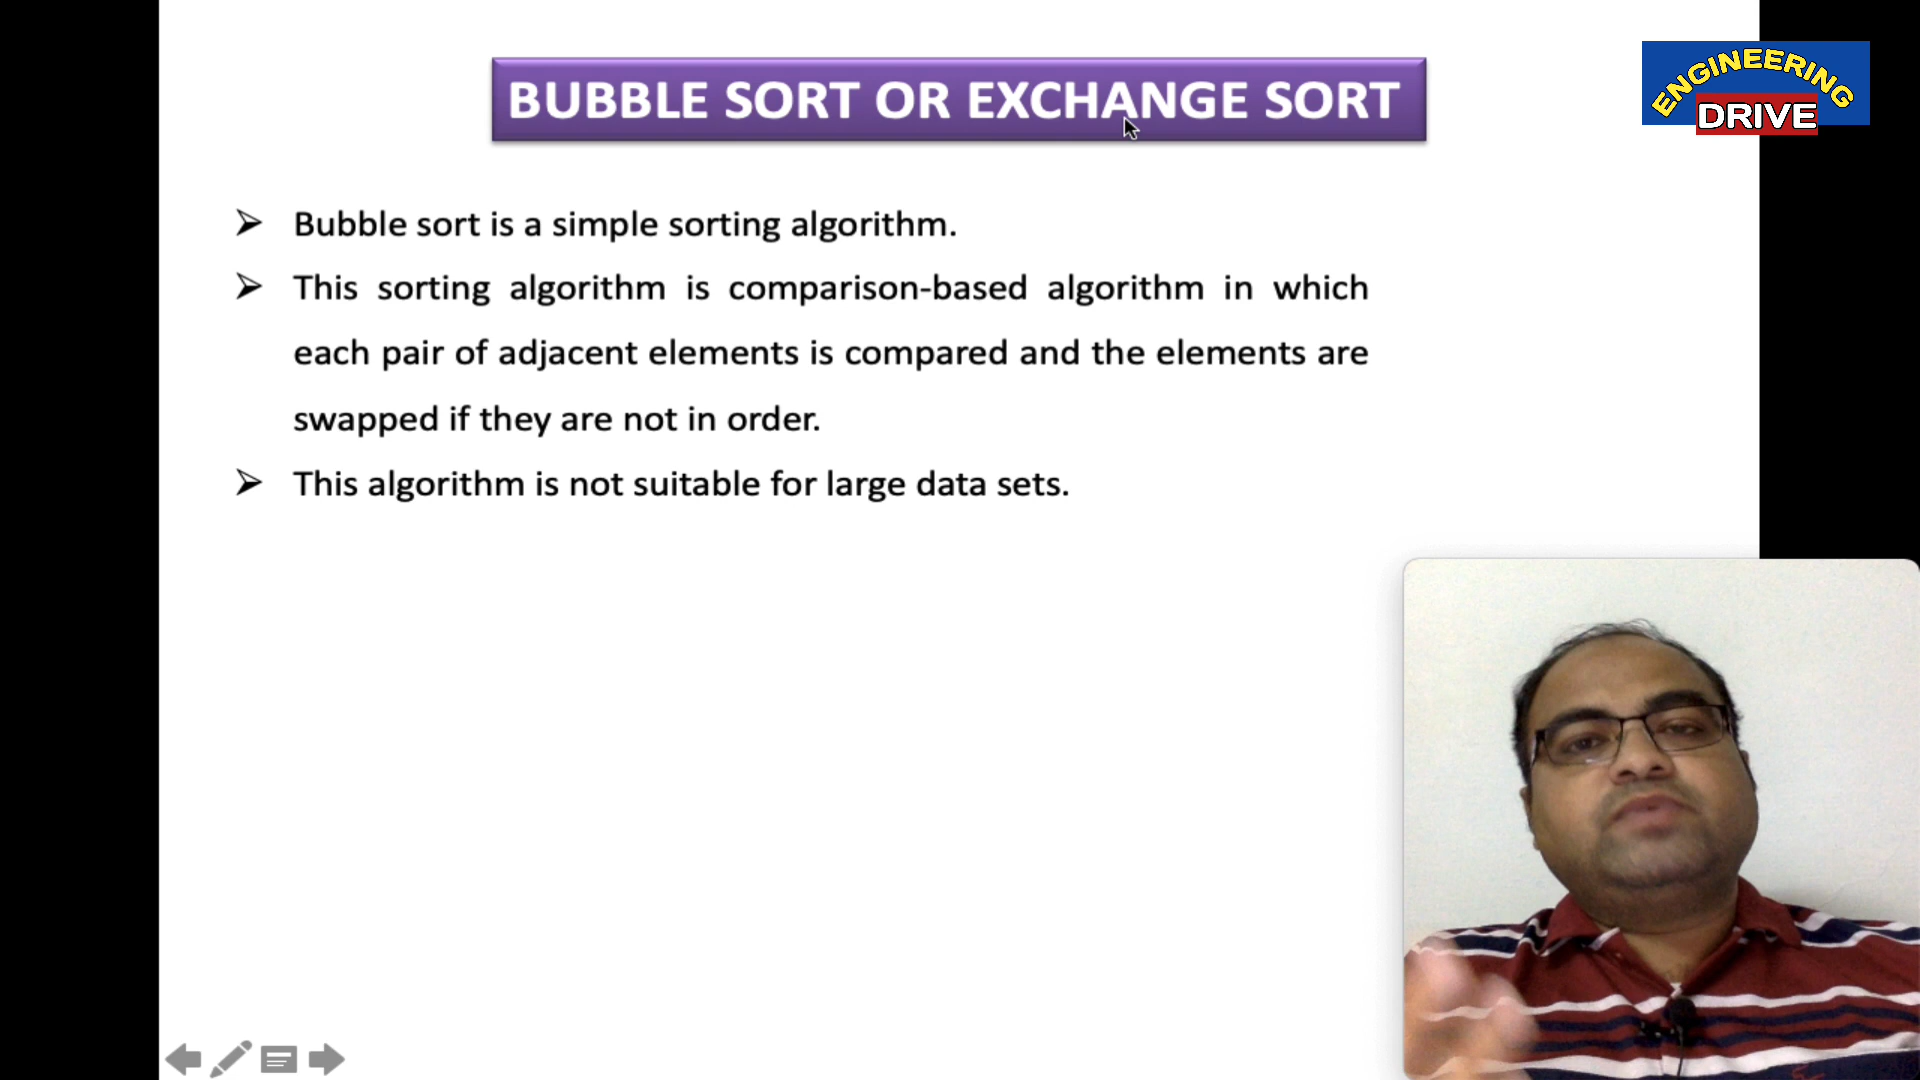 BUBBLE SORT OR EXCHANGE SORT
ENGINEERING
DRIVE
➢ Bubble sort is a simple sorting algorithm.
➢ This sorting algorithm is comparison-based algorithm in which
each pair of adjacent elements is compared and the elements are
swapped if they are not in order.
➢ This algorithm is not suitable for large data sets.